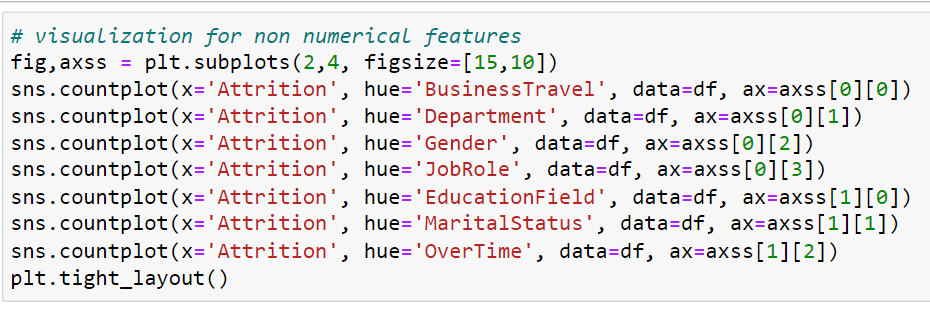 # visualization for non numerical features
fig,axss = plt.subplots(2,4, figsize=[15,10])
sns.countplot(x='Attrition', hue='BusinessTravel', data=df, ax=axss[0][0])
sns.countplot(x='Attrition', hue='Department', data=df, ax=axss[0][1])
sns.countplot(x='Attrition', hue='Gender', data=df, ax=axss[0][2])
sns.countplot(x='Attrition', hue='JobRole', data=df, ax=axss[0][3])
sns.countplot(x='Attrition', hue='EducationField', data=df, ax=axss[1][0])
sns.countplot(x='Attrition', hue='MaritalStatus', data=df, ax=axss[1][1])
sns.countplot(x='Attrition', hue='OverTime', data=df, ax=axss[1][2])
plt.tight_layout()